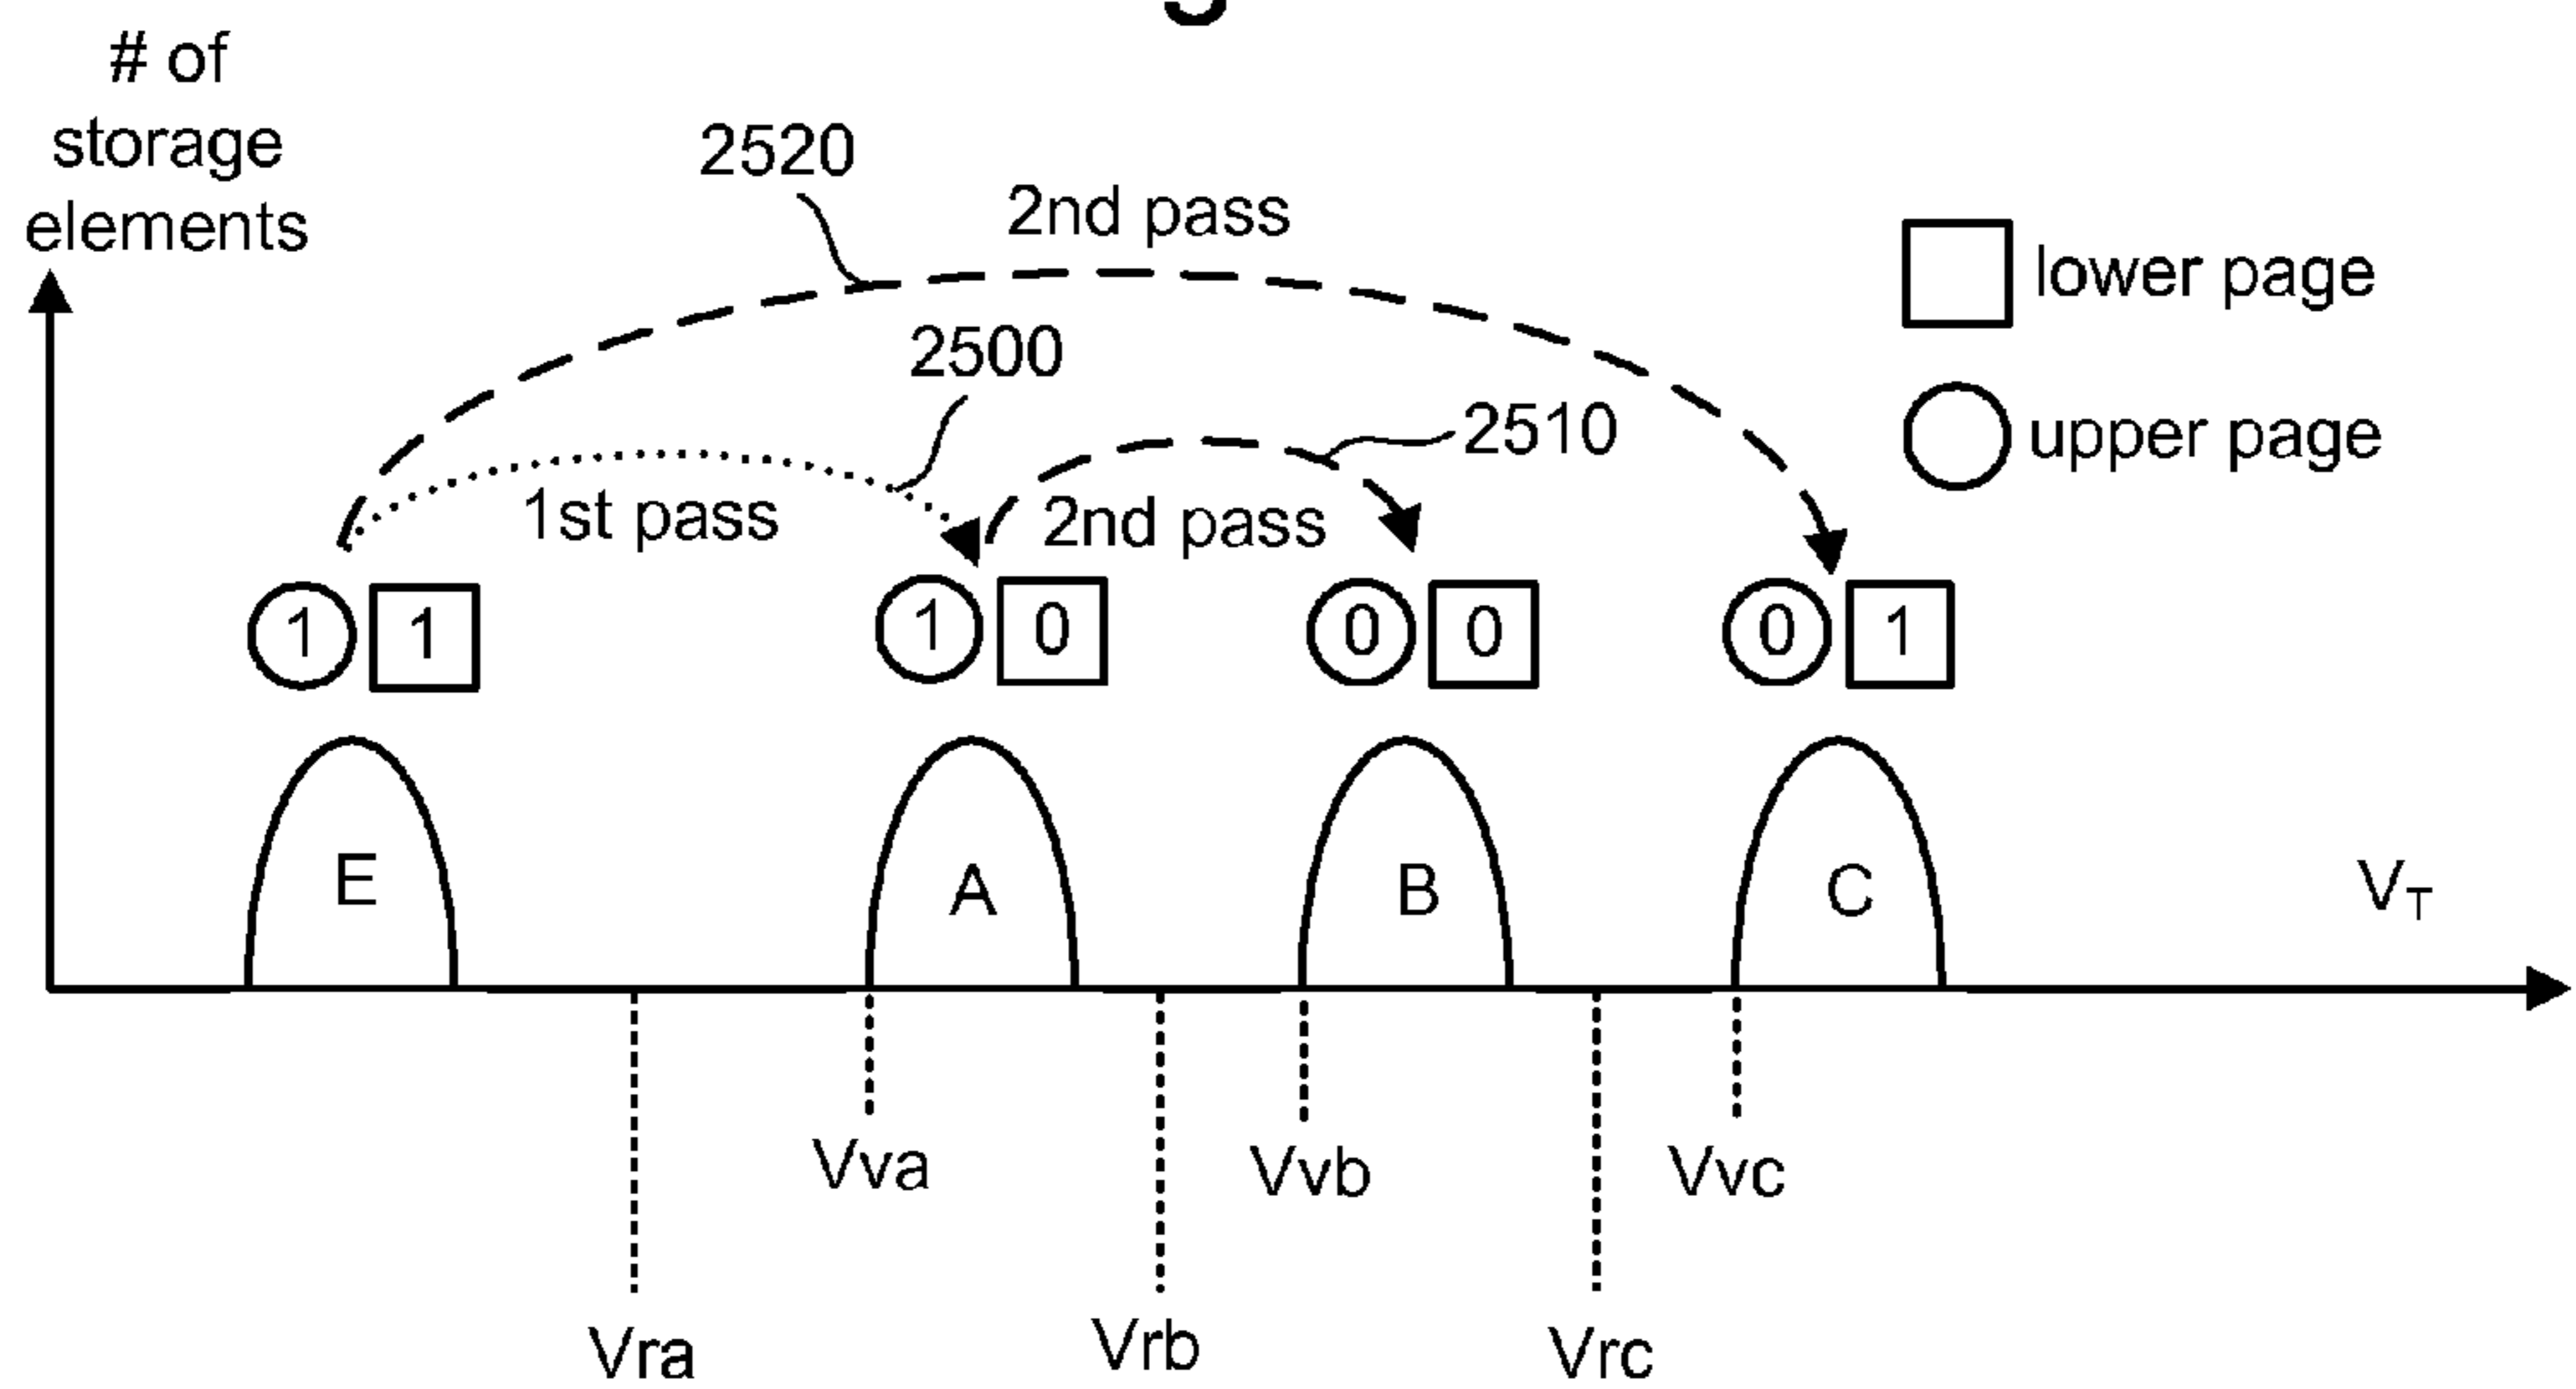 # of
storage
elements
2520
2nd pass
lower page
2500
2510
upper page
1st pass
2nd pass
1 1
1 0
0 0
0 1
E
A
B
C
VT
Vva
Vvb
Vvc
Vra
Vrb
Vrc